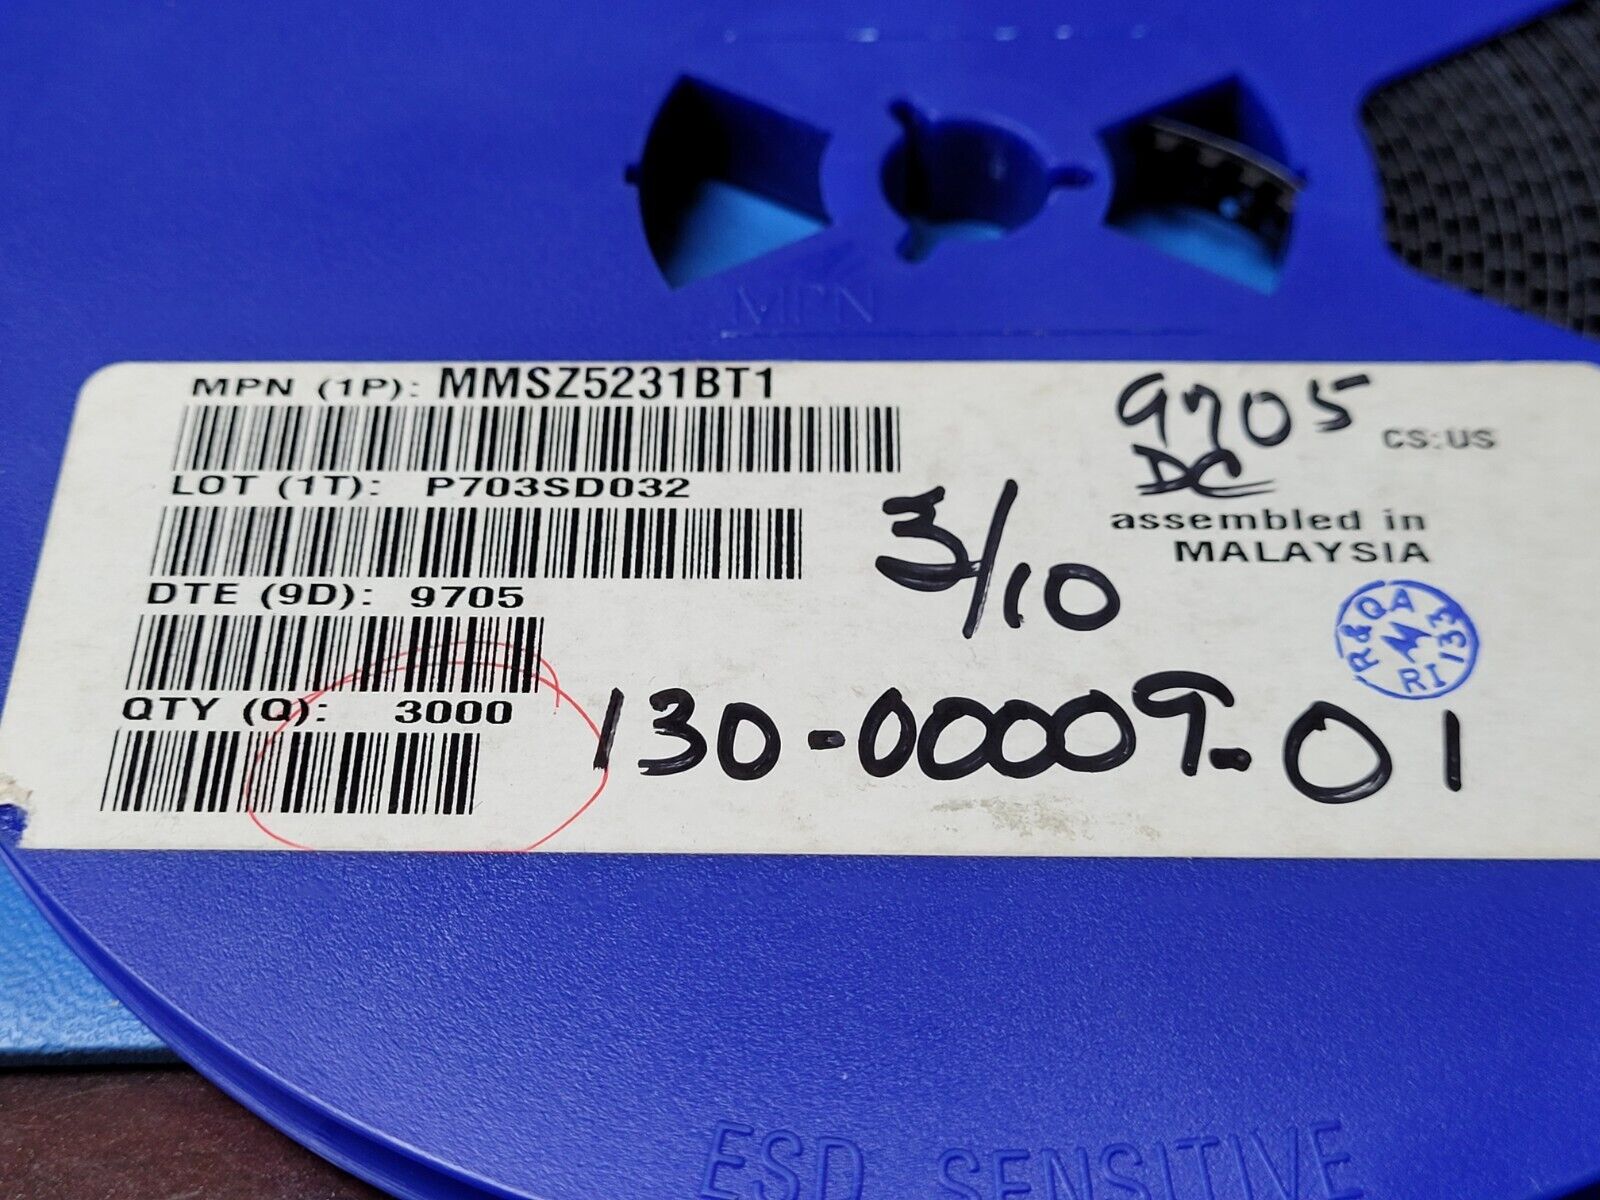 MPN
MPN (1P): MMSZ5231BT1
9705
DC
CS:US
LOT (1T): P703SD032
3/10
assembled in
MALAYSIA
DTE (9D): 9705
R&QA
RI 133
QTY (Q): 3000
130-00009-01
ESD SENSITIVE